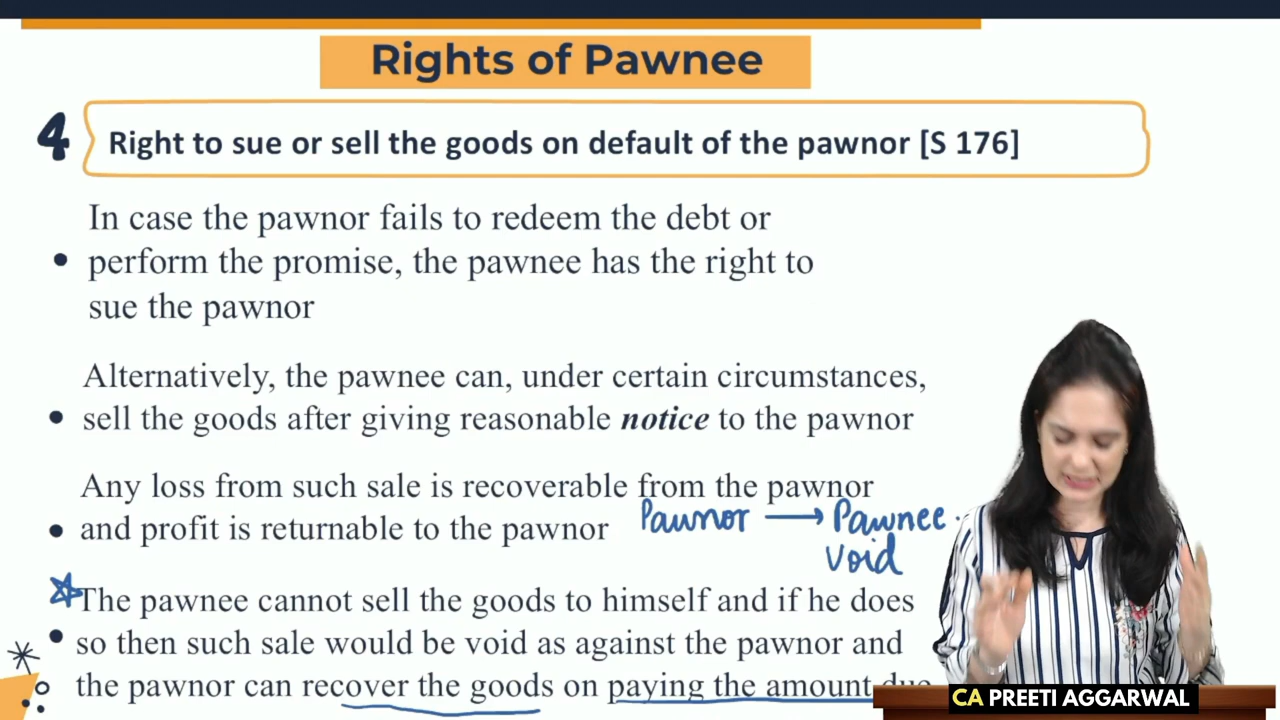 Rights of Pawnee
4
Right to sue or sell the goods on default of the pawnor [S 176]
In case the pawnor fails to redeem the debt or
• perform the promise, the pawnee has the right to
sue the pawnor
Alternatively, the pawnee can, under certain circumstances,
• sell the goods after giving reasonable notice to the pawnor
Any loss from such sale is recoverable from the pawnor
• and profit is returnable to the pawnor
Pawnor → Pawnee.
void
The pawnee cannot sell the goods to himself and if he does
• so then such sale would be void as against the pawnor and
the pawnor can recover the goods on paying the amount due
CA PREETI AGGARWAL